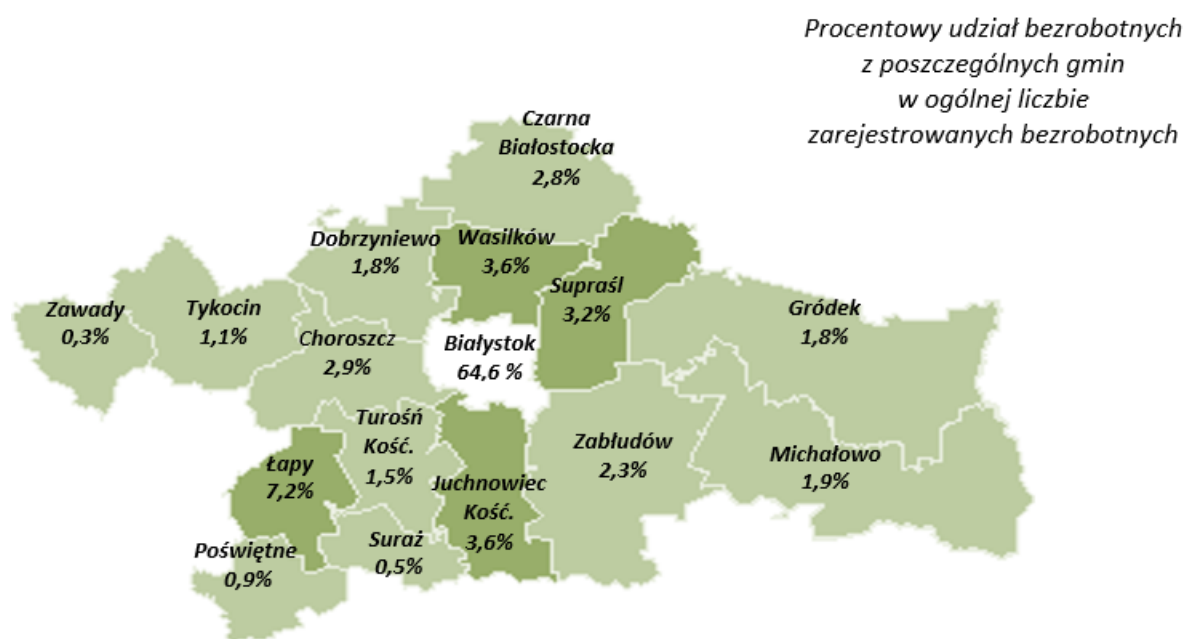 Procentowy udział bezrobotnych
z poszczególnych gmin
w ogólnej liczbie
zarejestrowanych bezrobotnych
Czarna
Białostocka
2,8%
Dobrzyniewo
1,8%
Wasilków
3,6%
Supraśl
3,2%
Zawady
0,3%
Tykocin
1,1%
Choroszcz
2,9%
Białystok
64,6 %
Gródek
1,8%
Turośń
Kość.
1,5%
Łapy
7,2%
Juchnowiec
Kość.
3,6%
Zabłudów
2,3%
Michałowo
1,9%
Poświętne
0,9%
Suraż
0,5%